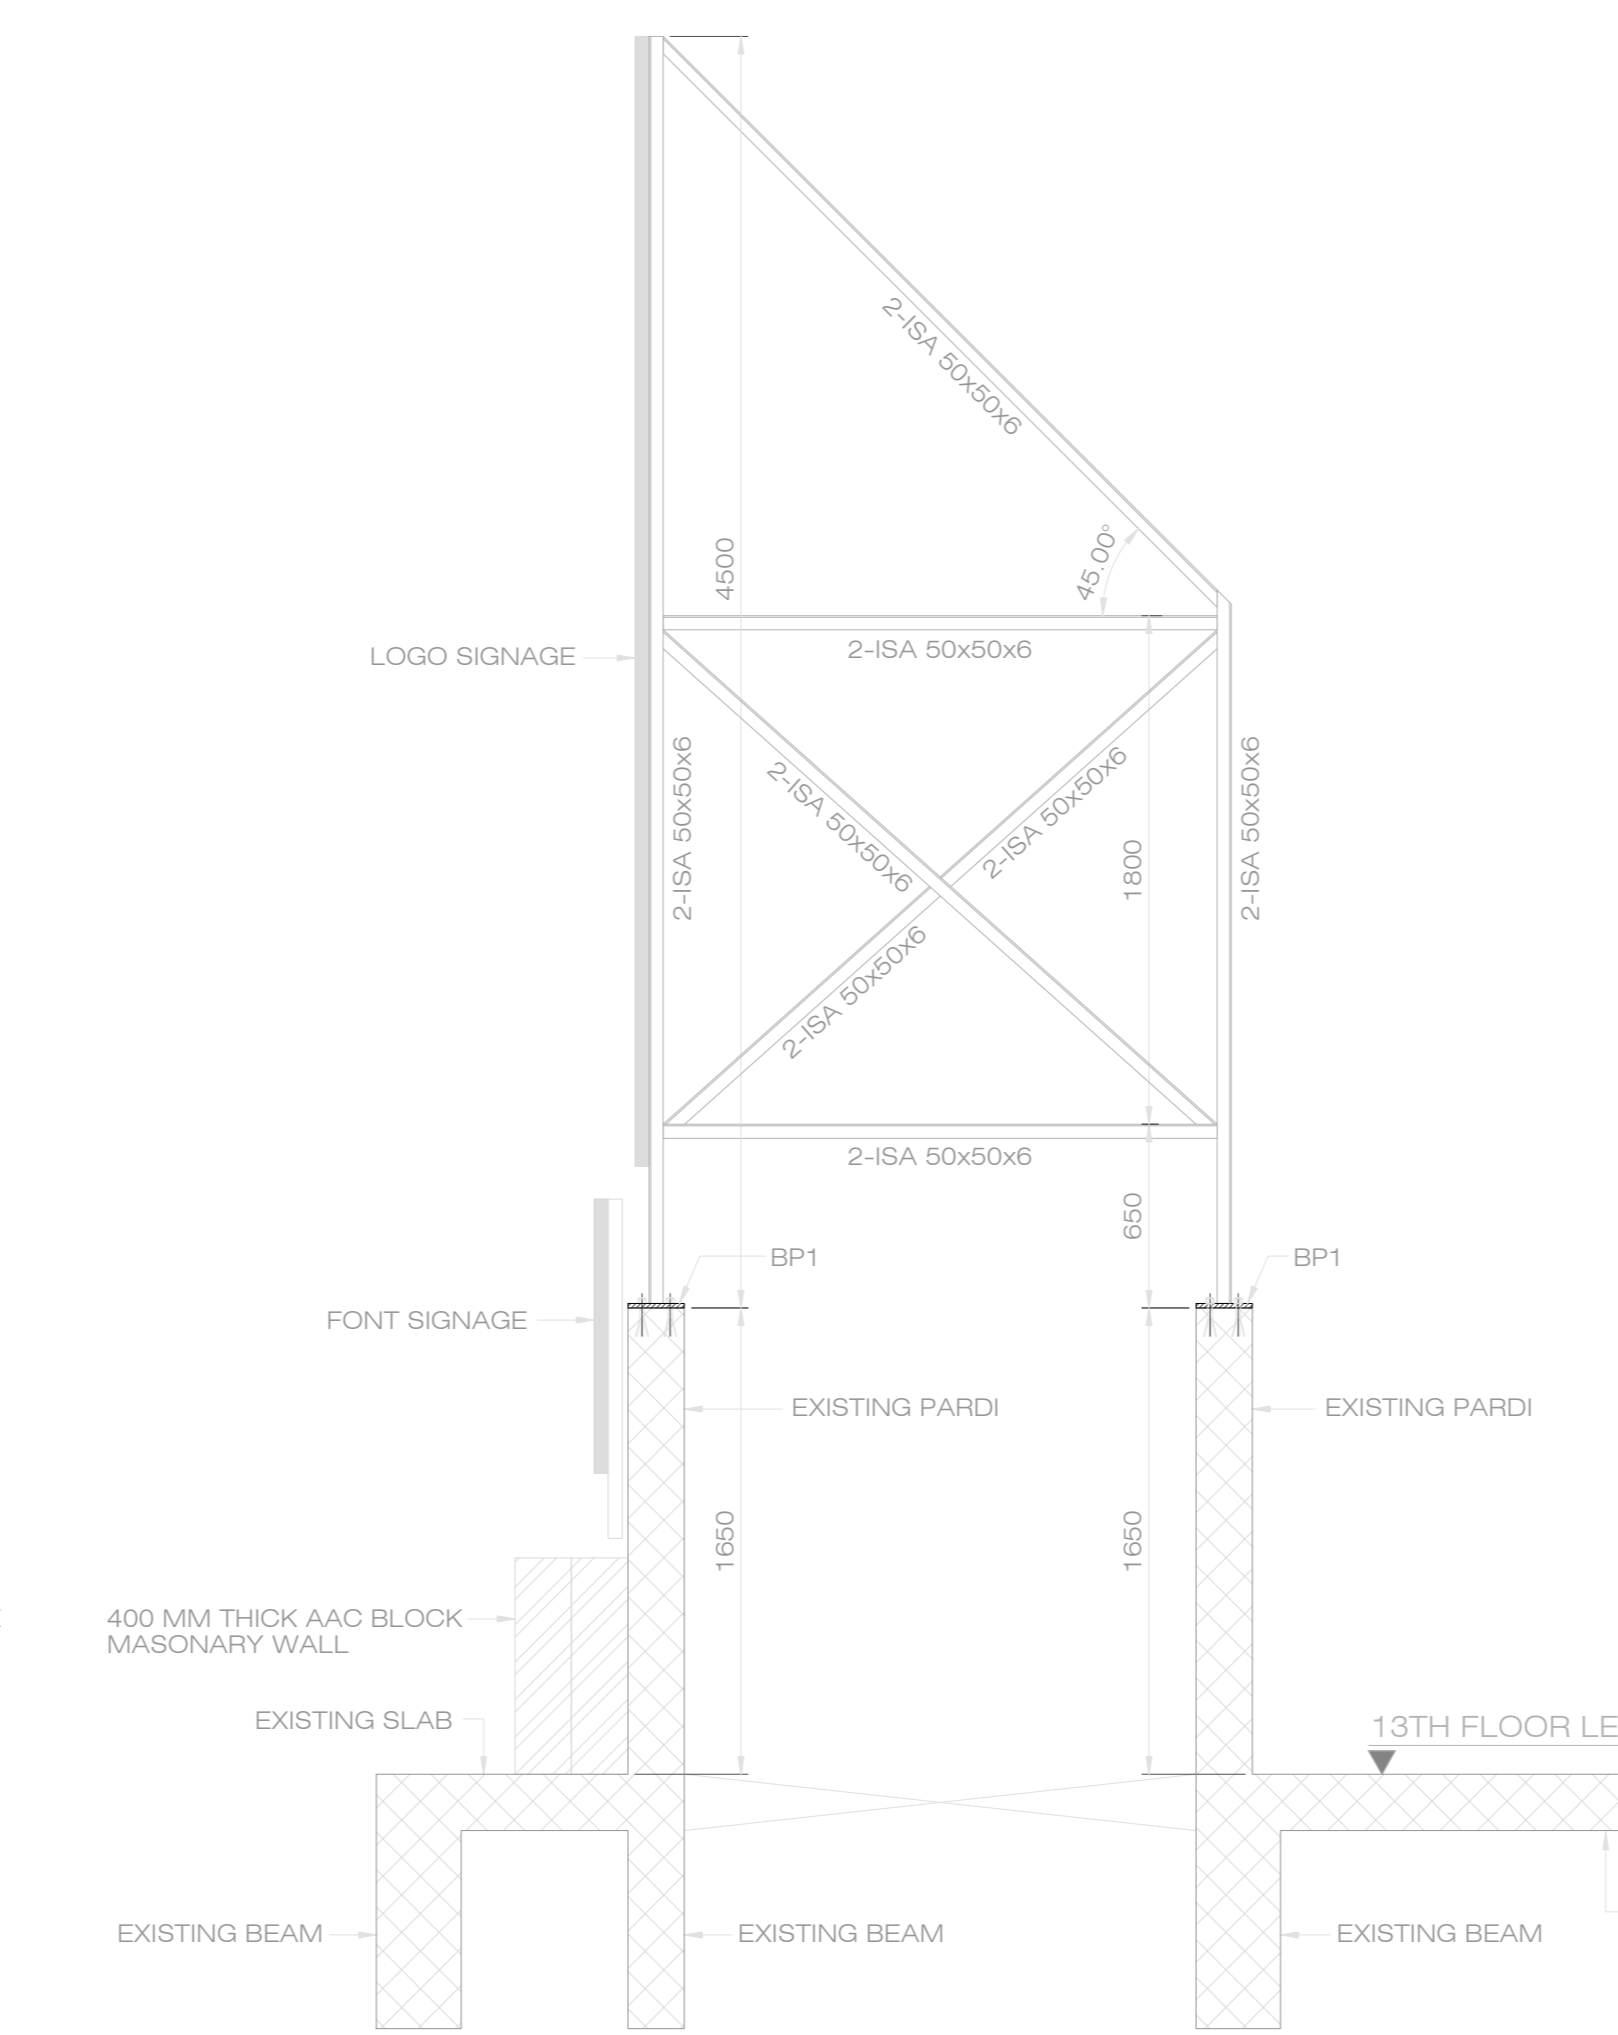 2-ISA 50x50x6
45.00°
4500
2-ISA 50x50x6
LOGO SIGNAGE
2-ISA 50x50x6
2-ISA 50x50x6
2-ISA 50x50x6
2-ISA 50x50x6
1800
2-ISA 50x50x6
2-ISA 50x50x6
650
BP1
BP1
FONT SIGNAGE
EXISTING PARDI
EXISTING PARDI
1650
1650
400 MM THICK AAC BLOCK
MASONARY WALL
EXISTING SLAB
13TH FLOOR LE
EXISTING BEAM
EXISTING BEAM
EXISTING BEAM